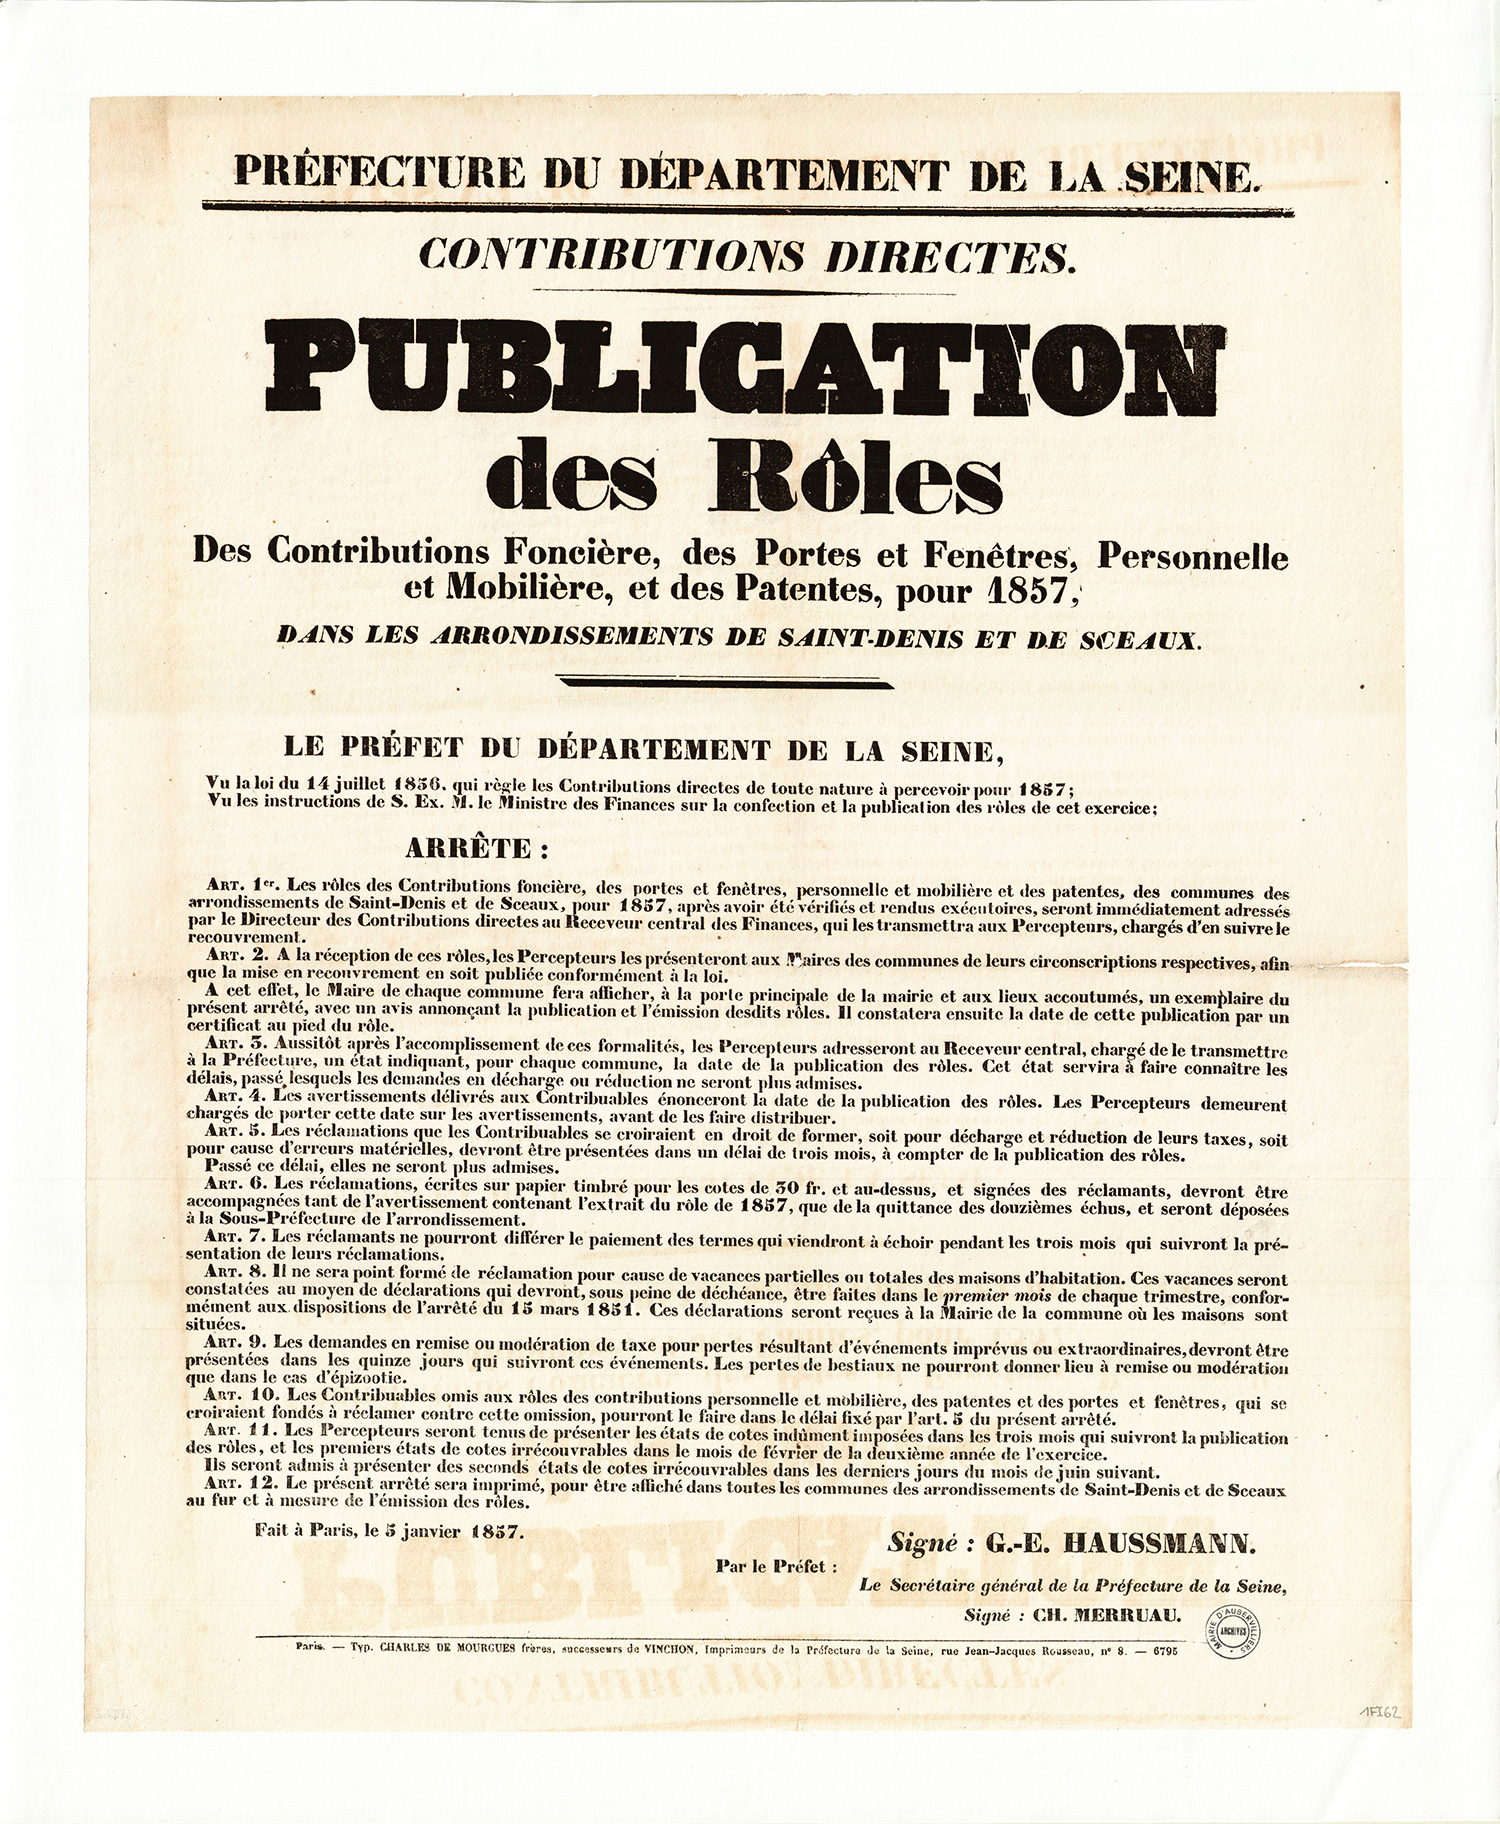 PRÉFECTURE DU DÉPARTEMENT DE LA SEINE.
CONTRIBUTIONS DIRECTES.
PUBLICATION
des Rôles
Des Contributions Foncière, des Portes et Fenêtres, Personnelle
et Mobilière, et des Patentes, pour 1857,
DANS LES ARRONDISSEMENTS DE SAINT-DENIS ET DE SCEAUX.
LE PRÉFET DU DÉPARTEMENT DE LA SEINE,
Vu la loi du 14 juillet 1856, qui règle les Contributions directes de toute nature à percevoir pour 1857;
Vu les instructions de S. Ex. M. le Ministre des Finances sur la confection et la publication des rôles de cet exercice;
ARRÊTE :
ART. 1er. Les rôles des Contributions foncière, des portes et fenêtres, personnelle et mobilière et des patentes, des communes des
arrondissements de Saint-Denis et de Sceaux, pour 1857, après avoir été vérifiés et rendus exécutoires, seront immédiatement adressés
par le Directeur des Contributions directes au Receveur central des Finances, qui les transmettra aux Percepteurs, chargés d'en suivre le
recouvrement.
ART. 2. A la réception de ces rôles, les Percepteurs les présenteront aux Maires des communes de leurs circonscriptions respectives, afin
que la mise en recouvrement en soit publiée conformément à la loi.
A cet effet, le Maire de chaque commune fera afficher, à la porte principale de la mairie et aux lieux accoutumés, un exemplaire du
présent arrêté, avec un avis annonçant la publication et l'émission desdits rôles. Il constatera ensuite la date de cette publication par un
certificat au pied du rôle.
ART. 3. Aussitôt après l'accomplissement de ces formalités, les Percepteurs adresseront au Receveur central, chargé de le transmettre
à la Préfecture, un état indiquant, pour chaque commune, la date de la publication des rôles. Cet état servira à faire connaître les
délais, passé lesquels les demandes en décharge ou réduction ne seront plus admises.
ART. 4. Les avertissements délivrés aux Contribuables énonceront la date de la publication des rôles. Les Percepteurs demeurent
chargés de porter cette date sur les avertissements, avant de les faire distribuer.
ART. 5. Les réclamations que les Contribuables se croiraient en droit de former, soit pour décharge et réduction de leurs taxes, soit
pour cause d'erreurs matérielles, devront être présentées dans un délai de trois mois, à compter de la publication des rôles.
Passé ce délai, elles ne seront plus admises.
ART. 6. Les réclamations, écrites sur papier timbré pour les cotes de 30 fr. et au-dessus, et signées des réclamants, devront être
accompagnées tant de l'avertissement contenant l'extrait du rôle de 1857, que de la quittance des douzièmes échus, et seront déposées
à la Sous-Préfecture de l'arrondissement.
ART. 7. Les réclamants ne pourront différer le paiement des termes qui viendront à échoir pendant les trois mois qui suivront la pré-
sentation de leurs réclamations.
ART. 8. Il ne sera point formé de réclamation pour cause de vacances partielles ou totales des maisons d'habitation. Ces vacances seront
constatées au moyen de déclarations qui devront, sous peine de déchéance, être faites dans le premier mois de chaque trimestre, confor-
mément aux dispositions de l'arrêté du 15 mars 1851. Ces déclarations seront reçues à la Mairie de la commune où les maisons sont
situées.
ART. 9. Les demandes en remise ou modération de taxe pour pertes résultant d'événements imprévus ou extraordinaires, devront être
présentées dans les quinze jours qui suivront ces événements. Les pertes de bestiaux ne pourront donner lieu à remise ou modération
que dans le cas d'épizootie.
ART. 10. Les Contribuables omis aux rôles des contributions personnelle et mobilière, des patentes et des portes et fenêtres, qui se
croiraient fondés à réclamer contre cette omission, pourront le faire dans le délai fixé par l'art. 5 du présent arrêté.
ART. 11. Les Percepteurs seront tenus de présenter les états de cotes indûment imposées dans les trois mois qui suivront la publication
des rôles, et les premiers états de cotes irrécouvrables dans le mois de février de la deuxième année de l'exercice.
Ils seront admis à présenter des seconds états de cotes irrécouvrables dans les derniers jours du mois de juin suivant.
ART. 12. Le présent arrêté sera imprimé, pour être affiché dans toutes les communes des arrondissements de Saint-Denis et de Sceaux
au fur et à mesure de l'émission des rôles.
Fait à Paris, le 5 janvier 1857.
Signé : G.-E. HAUSSMANN.
Par le Préfet :
Le Secrétaire général de la Préfecture de la Seine,
Signé : CH. MERRUAU.
Paris. — Typ. CHARLES DE MOURGUES frères, successeurs de VINCHON, Imprimeurs de la Préfecture de la Seine, rue Jean-Jacques Rousseau, n° 8. — 6795
MAIRIE D'AUBERVILLIERS
ARCHIVES
1FI62